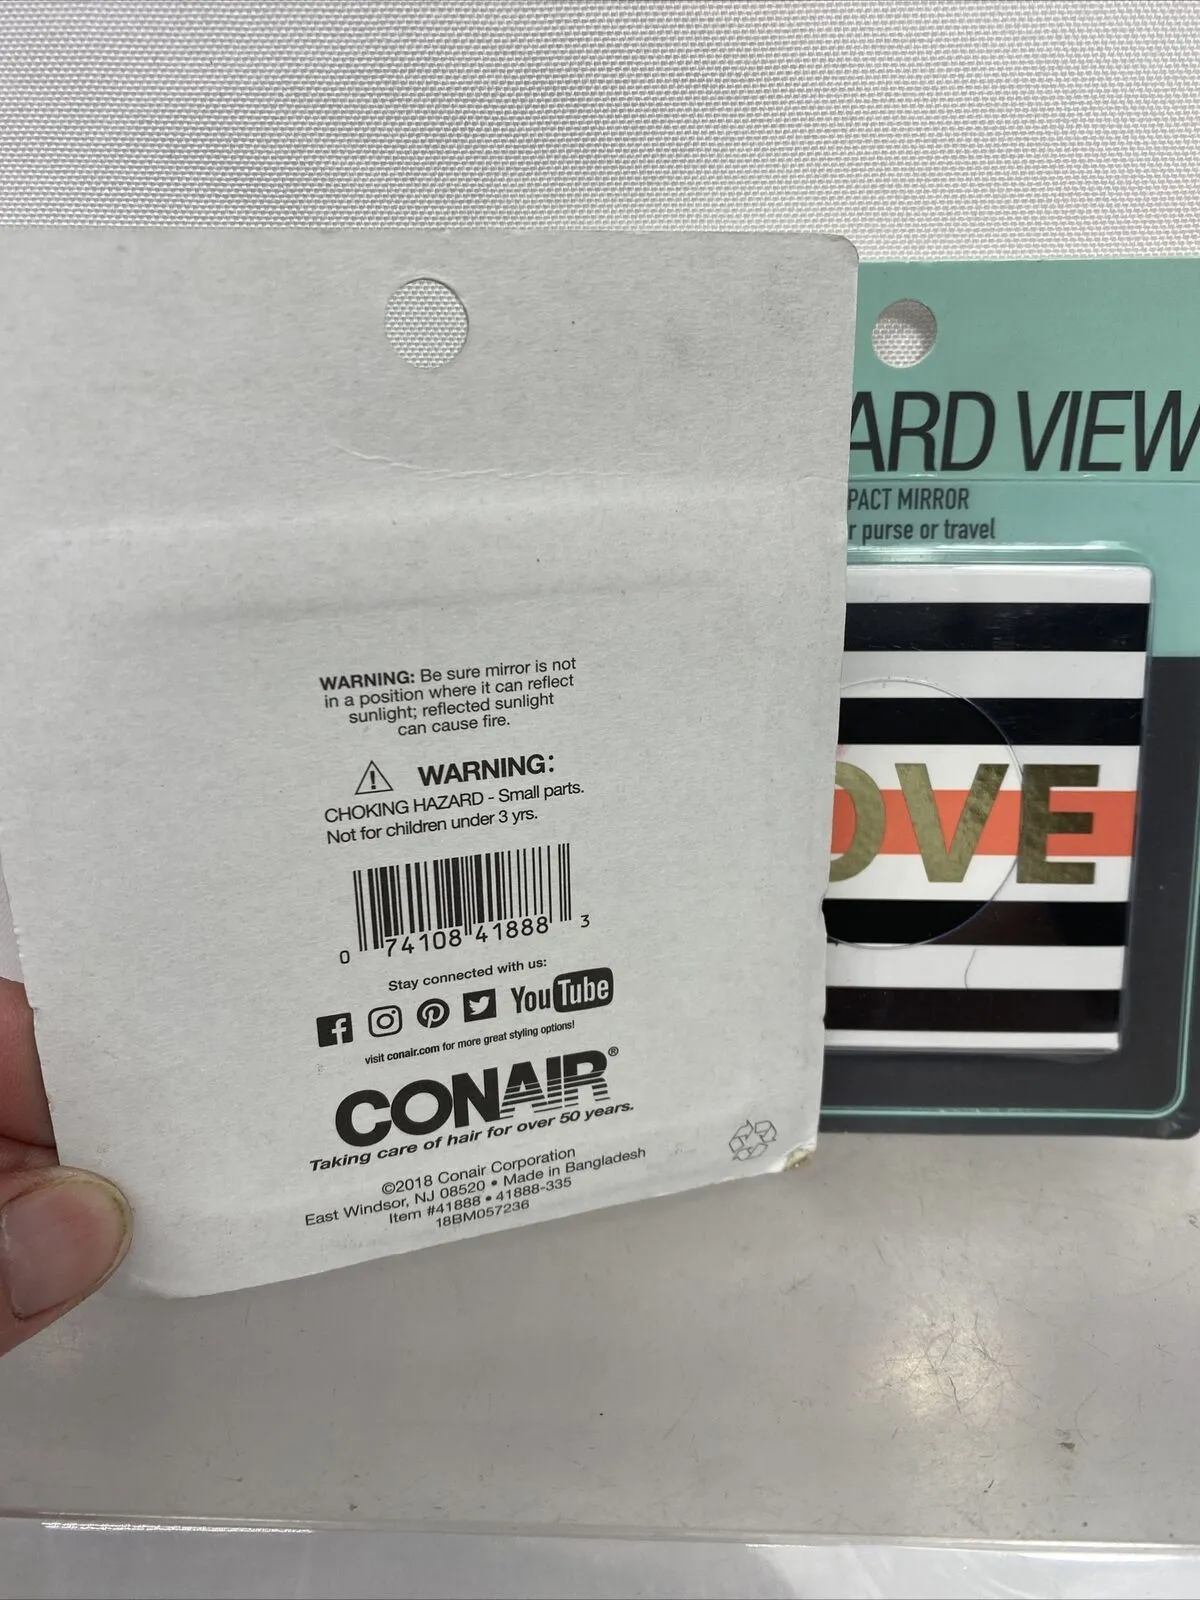 WARNING: Be sure mirror is not
in a position where it can reflect
sunlight; reflected sunlight
can cause fire.
WARNING:
CHOKING HAZARD - Small parts.
Not for children under 3 yrs.
0 74108 41888 3
Stay connected with us:
YouTube
visit conair.com for more great styling options!
CONAIR®
Taking care of hair for over 50 years.
©2018 Conair Corporation
East Windsor, NJ 08520 • Made in Bangladesh
Item #41888 • 41888-335
18BM057236
ARD VIEW
PACT MIRROR
r purse or travel
OVE